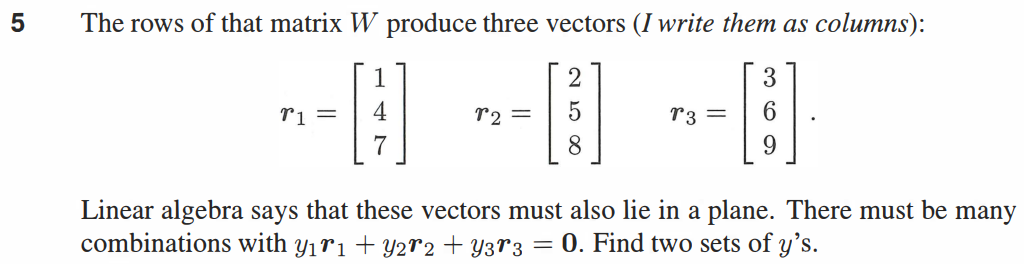 5 The rows of that matrix W produce three vectors (I write them as columns):
r₁ = [1 4 7] r₂ = [2 5 8] r₃ = [3 6 9].
Linear algebra says that these vectors must also lie in a plane. There must be many
combinations with y₁r₁ + y₂r₂ + y₃r₃ = 0. Find two sets of y’s.